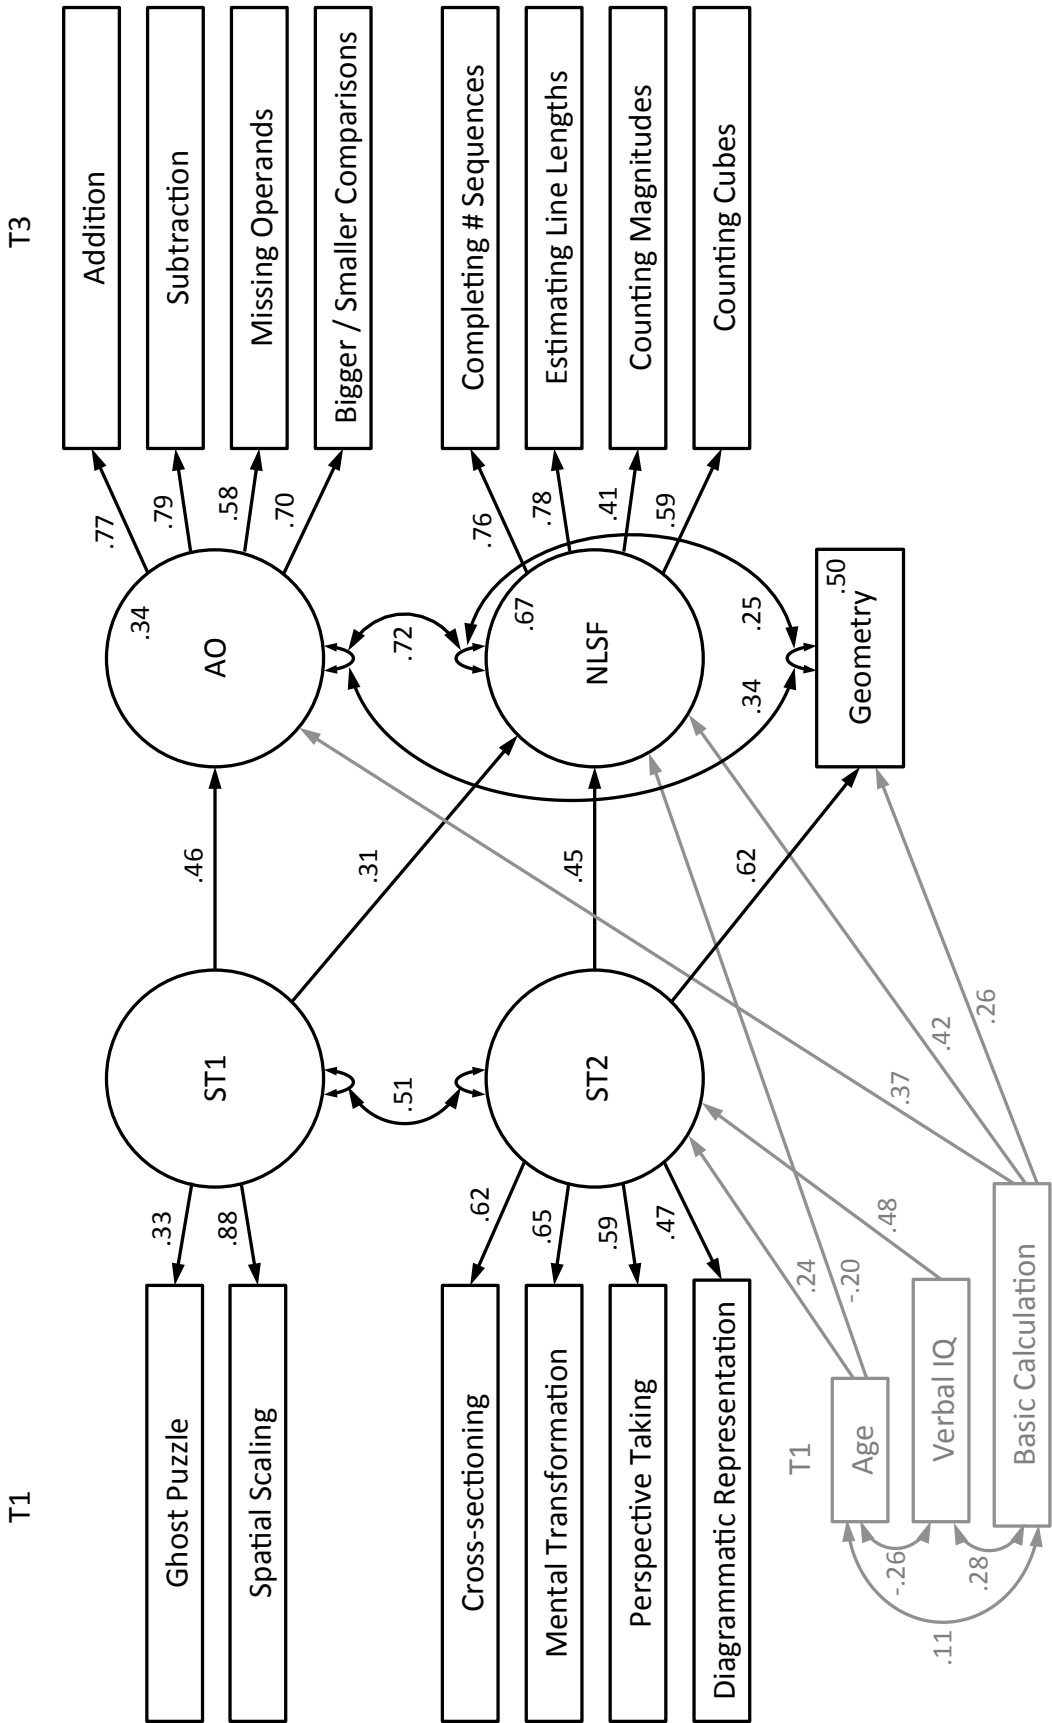 T1
T3
Ghost Puzzle
Spatial Scaling
.33
.88
ST1
.46
.31
AO
.34
.77
.79
.58
.70
Addition
Subtraction
Missing Operands
Bigger / Smaller Comparisons
.51
.72
Cross-sectioning
Mental Transformation
Perspective Taking
Diagrammatic Representation
.62
.65
.59
.47
ST2
.45
.62
NLSF
.67
.76
.78
.41
.59
Completing # Sequences
Estimating Line Lengths
Counting Magnitudes
Counting Cubes
.34
.25
Geometry
.50
T1
Age
Verbal IQ
Basic Calculation
-.26
.28
.11
.24
-.20
.48
.37
.42
.26